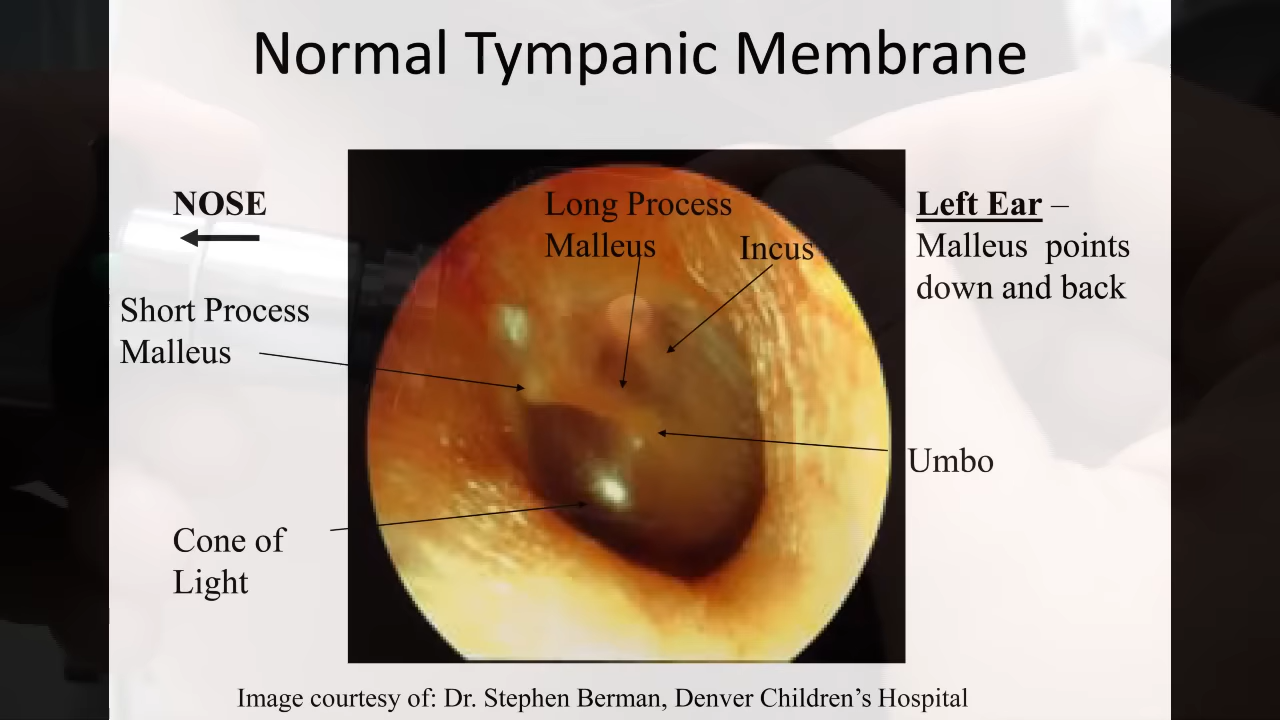 Normal Tympanic Membrane
NOSE
Long Process
Malleus
Incus
Left Ear –
Malleus points
down and back
Short Process
Malleus
Umbo
Cone of
Light
Image courtesy of: Dr. Stephen Berman, Denver Children’s Hospital